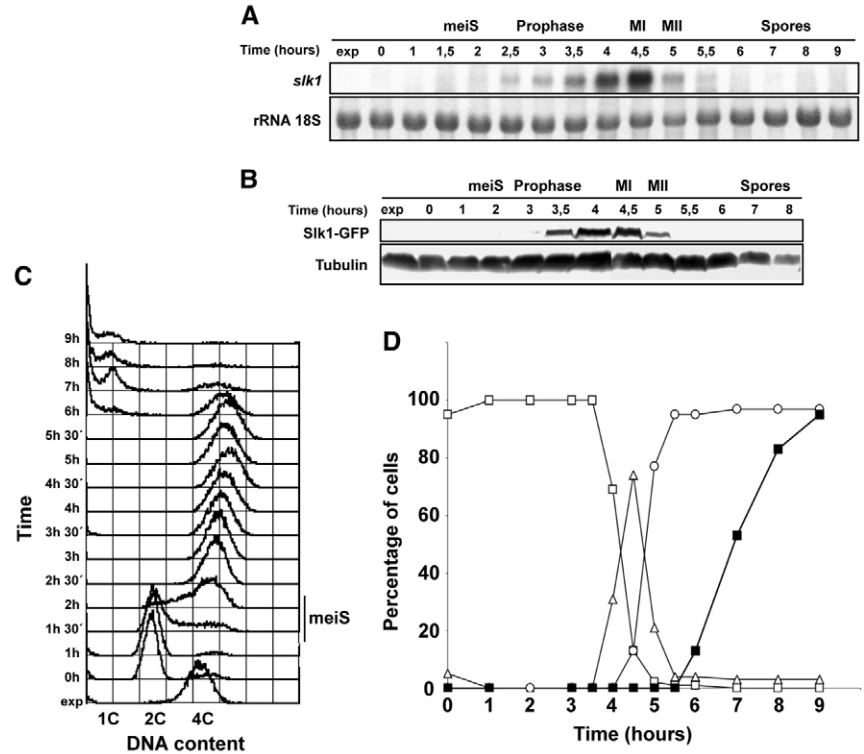 A
meiS Prophase MI MII Spores
Time (hours) exp 0 1 1,5 2 2,5 3 3,5 4 4,5 5 5,5 6 7 8 9
slk1
rRNA 18S
B
meiS Prophase MI MII Spores
Time (hours) exp 0 1 2 3 3,5 4 4,5 5 5,5 6 7 8
Slk1-GFP
Tubulin
C
9h
8h
7h
6h
5h 30´
5h
4h 30´
4h
3h 30´
3h
2h 30´
2h
1h 30´
1h
0h
exp
Time
meiS
1C 2C 4C
DNA content
D
100
80
60
40
20
0
Percentage of cells
0 1 2 3 4 5 6 7 8 9
Time (hours)